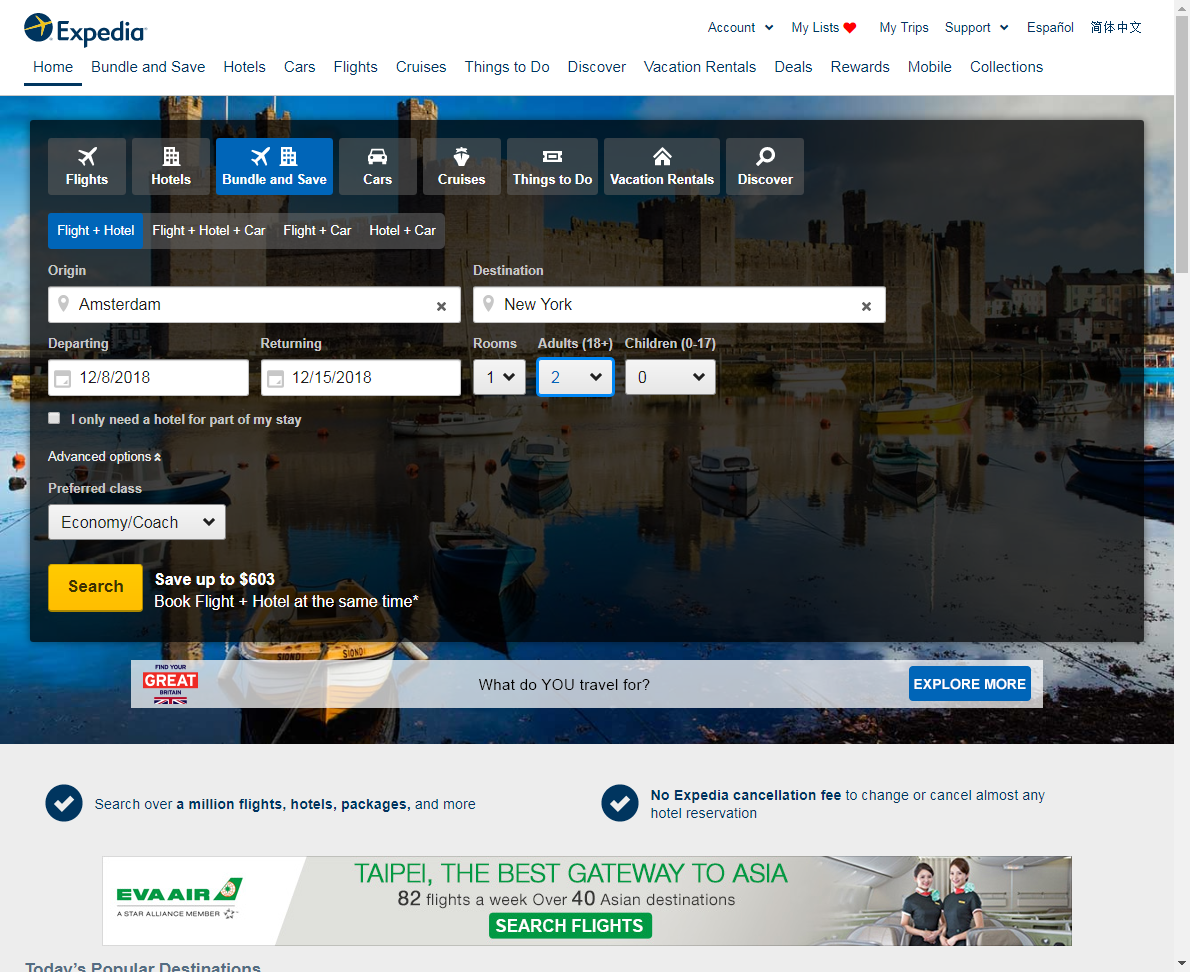 Expedia
Account My Lists My Trips Support Español 简体中文
Home Bundle and Save Hotels Cars Flights Cruises Things to Do Discover Vacation Rentals Deals Rewards Mobile Collections
Flights Hotels Bundle and Save Cars Cruises Things to Do Vacation Rentals Discover
Flight + Hotel Flight + Hotel + Car Flight + Car Hotel + Car
Origin Destination
Amsterdam New York
Departing Returning Rooms Adults (18+) Children (0-17)
12/8/2018 12/15/2018 1 2 0
I only need a hotel for part of my stay
Advanced options
Preferred class
Economy/Coach
Search
Save up to $603
Book Flight + Hotel at the same time*
SIONDI SIONDI
FIND YOUR
GREAT
BRITAIN
What do YOU travel for?
EXPLORE MORE
Search over a million flights, hotels, packages, and more
No Expedia cancellation fee to change or cancel almost any
hotel reservation
EVA AIR
A STAR ALLIANCE MEMBER
TAIPEI, THE BEST GATEWAY TO ASIA
82 flights a week Over 40 Asian destinations
SEARCH FLIGHTS
Today's Popular Destinations